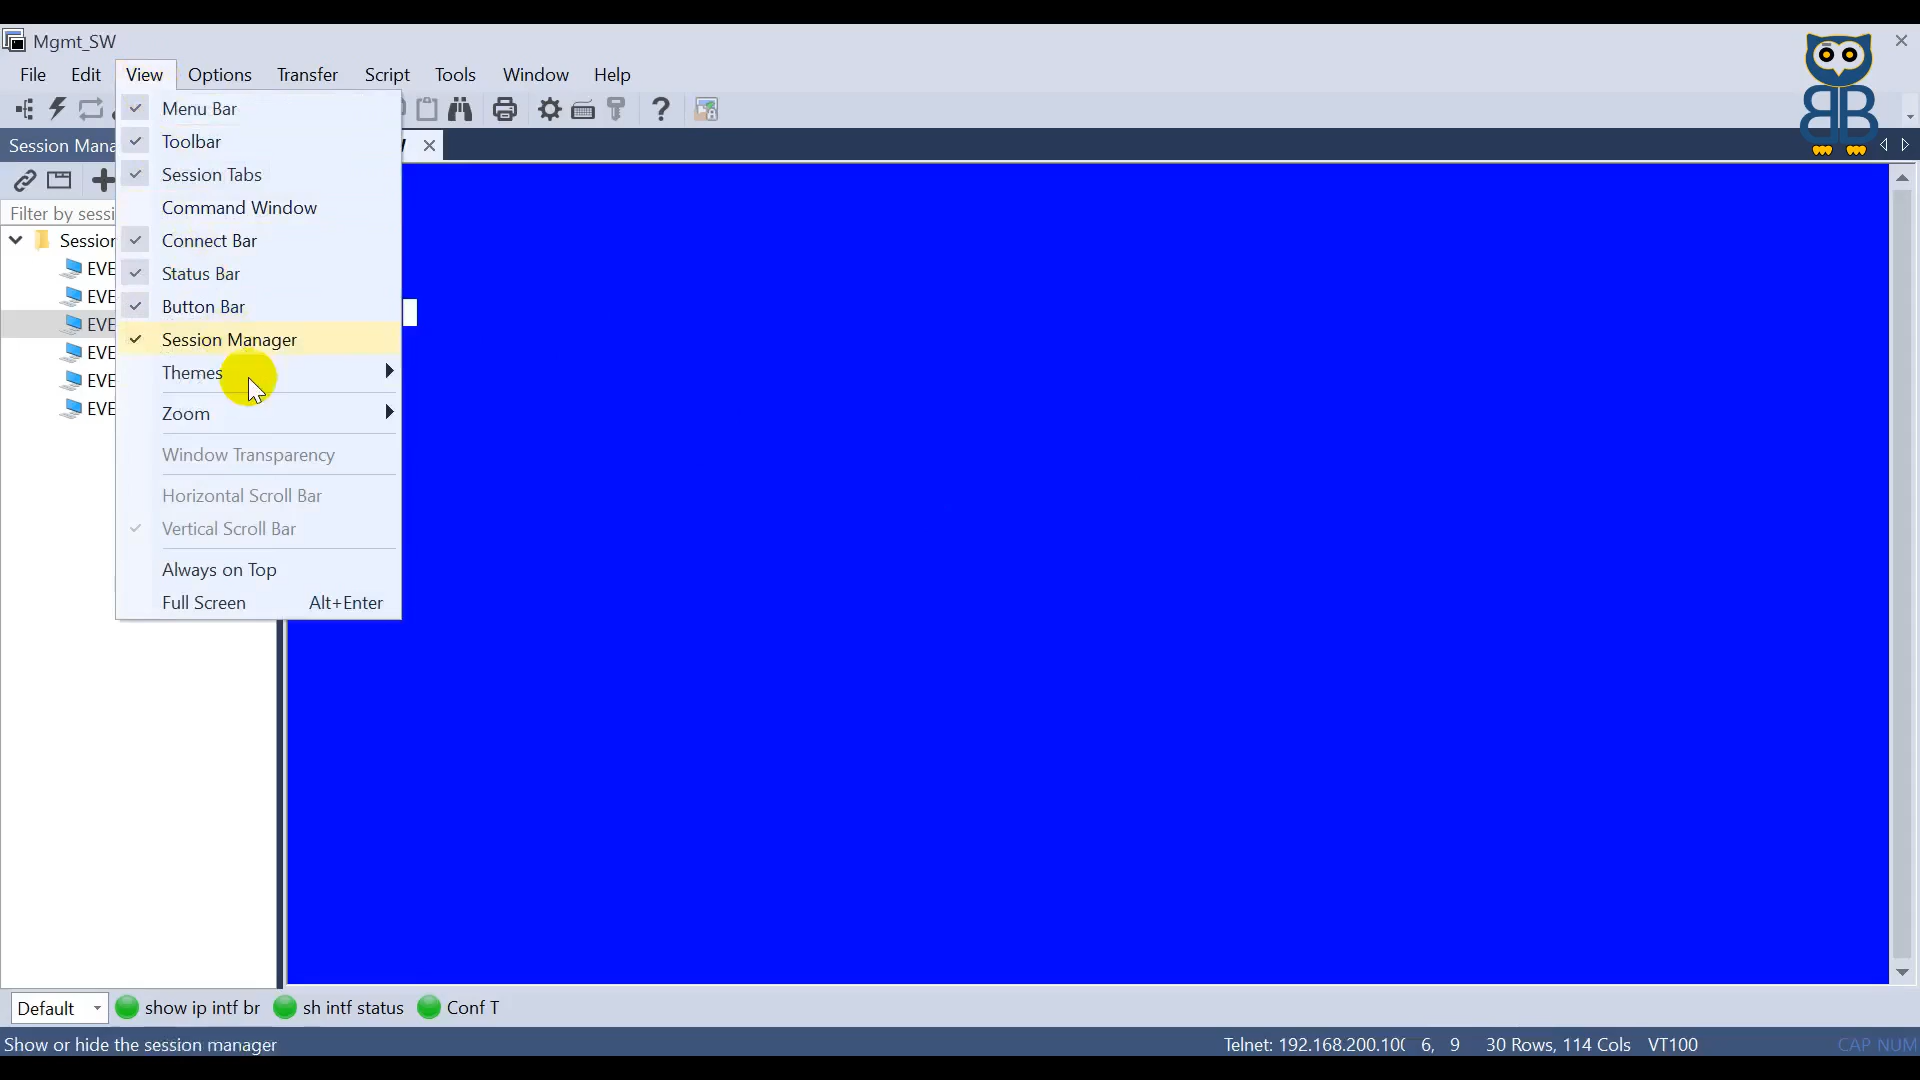 Mgmt_SW
File Edit View Options Transfer Script Tools Window Help
Menu Bar
Toolbar
Session Mana
Session Tabs
Filter by sessi
Command Window
Session
Connect Bar
EVE
Status Bar
EVE
Button Bar
EVE
Session Manager
EVE
Themes
EVE
EVE
Zoom
Window Transparency
Horizontal Scroll Bar
Vertical Scroll Bar
Always on Top
Full Screen Alt+Enter
Default show ip intf br sh intf status Conf T
Show or hide the session manager Telnet: 192.168.200.10 6, 9 30 Rows, 114 Cols VT100 CAP NUM